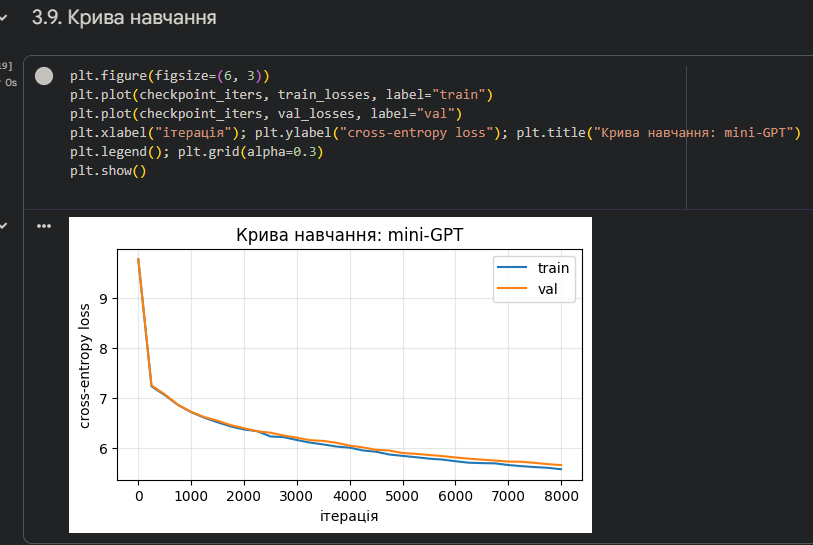 3.9. Крива навчання
19]
0s
plt.figure(figsize=(6, 3))
plt.plot(checkpoint_iters, train_losses, label="train")
plt.plot(checkpoint_iters, val_losses, label="val")
plt.xlabel("ітерація"); plt.ylabel("cross-entropy loss"); plt.title("Крива навчання: mini-GPT")
plt.legend(); plt.grid(alpha=0.3)
plt.show()
Крива навчання: mini-GPT
train
val
cross-entropy loss
9
8
7
6
0 1000 2000 3000 4000 5000 6000 7000 8000
ітерація